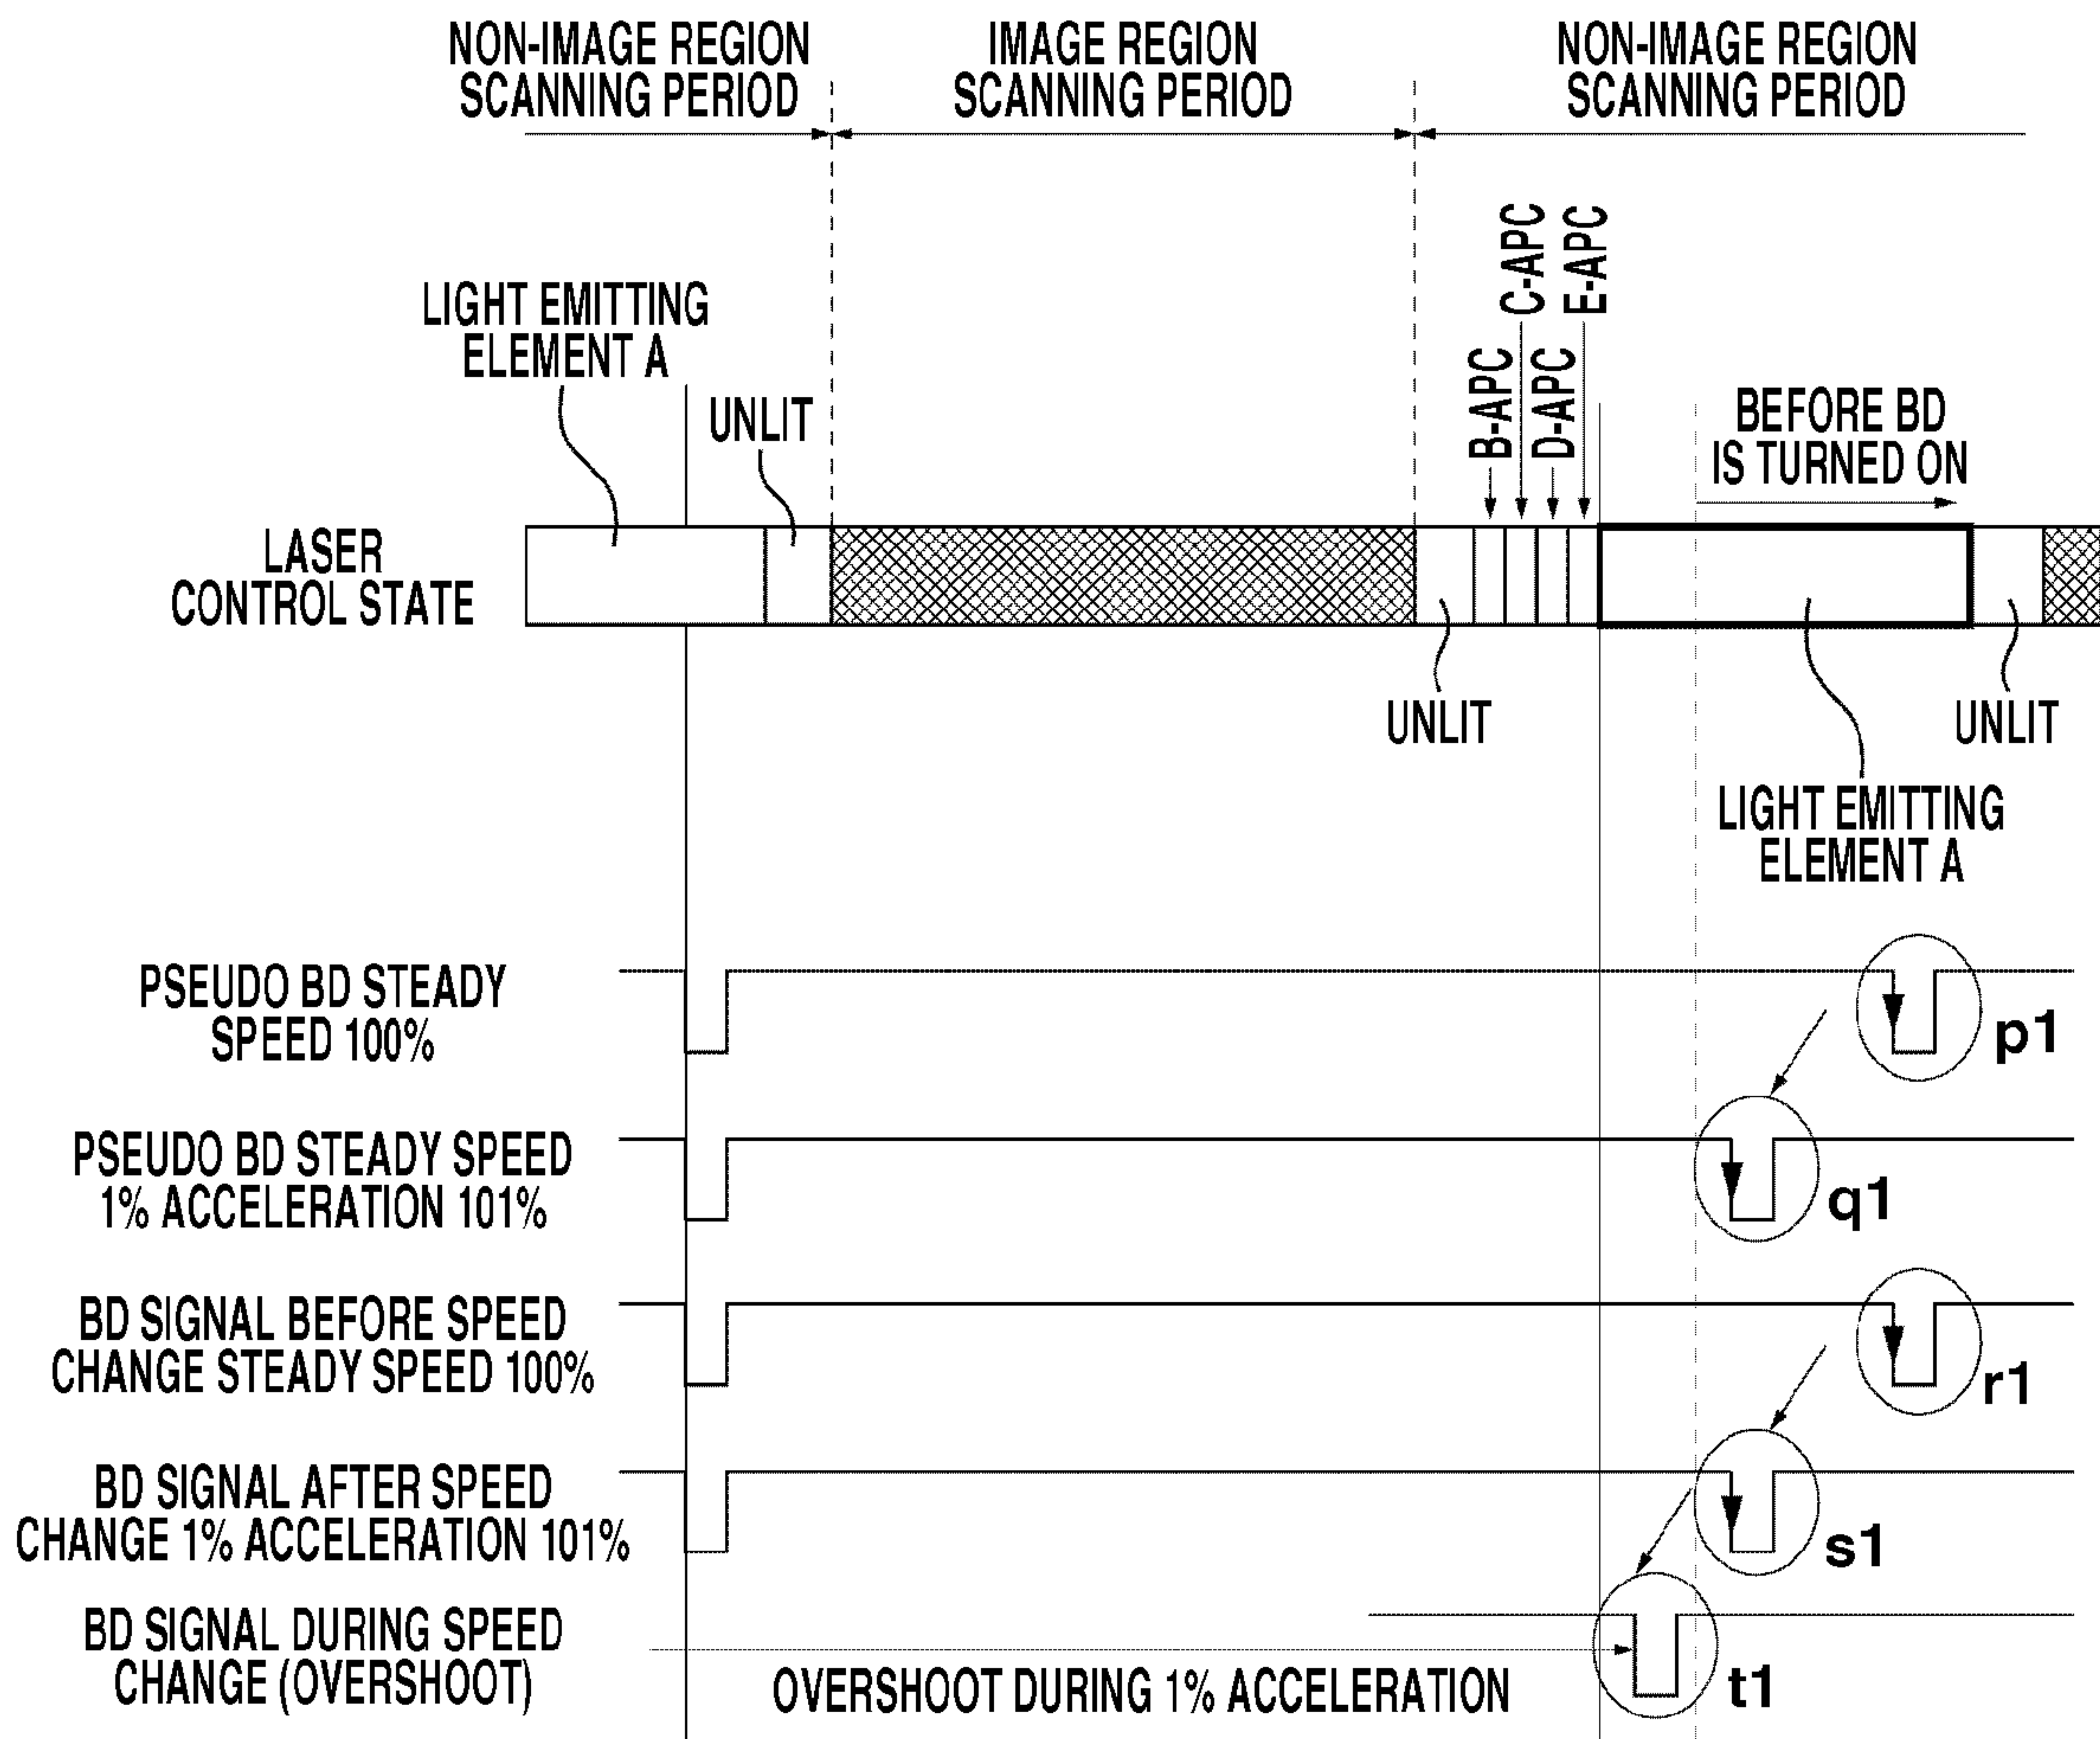 NON-IMAGE REGION
SCANNING PERIOD
IMAGE REGION
SCANNING PERIOD
NON-IMAGE REGION
SCANNING PERIOD
LIGHT EMITTING
ELEMENT A
UNLIT
B-APC
C-APC
D-APC
E-APC
BEFORE BD
IS TURNED ON
LASER
CONTROL STATE
UNLIT
UNLIT
LIGHT EMITTING
ELEMENT A
PSEUDO BD STEADY
SPEED 100%
p1
PSEUDO BD STEADY SPEED
1% ACCELERATION 101%
q1
BD SIGNAL BEFORE SPEED
CHANGE STEADY SPEED 100%
r1
BD SIGNAL AFTER SPEED
CHANGE 1% ACCELERATION 101%
s1
BD SIGNAL DURING SPEED
CHANGE (OVERSHOOT)
OVERSHOOT DURING 1% ACCELERATION
t1